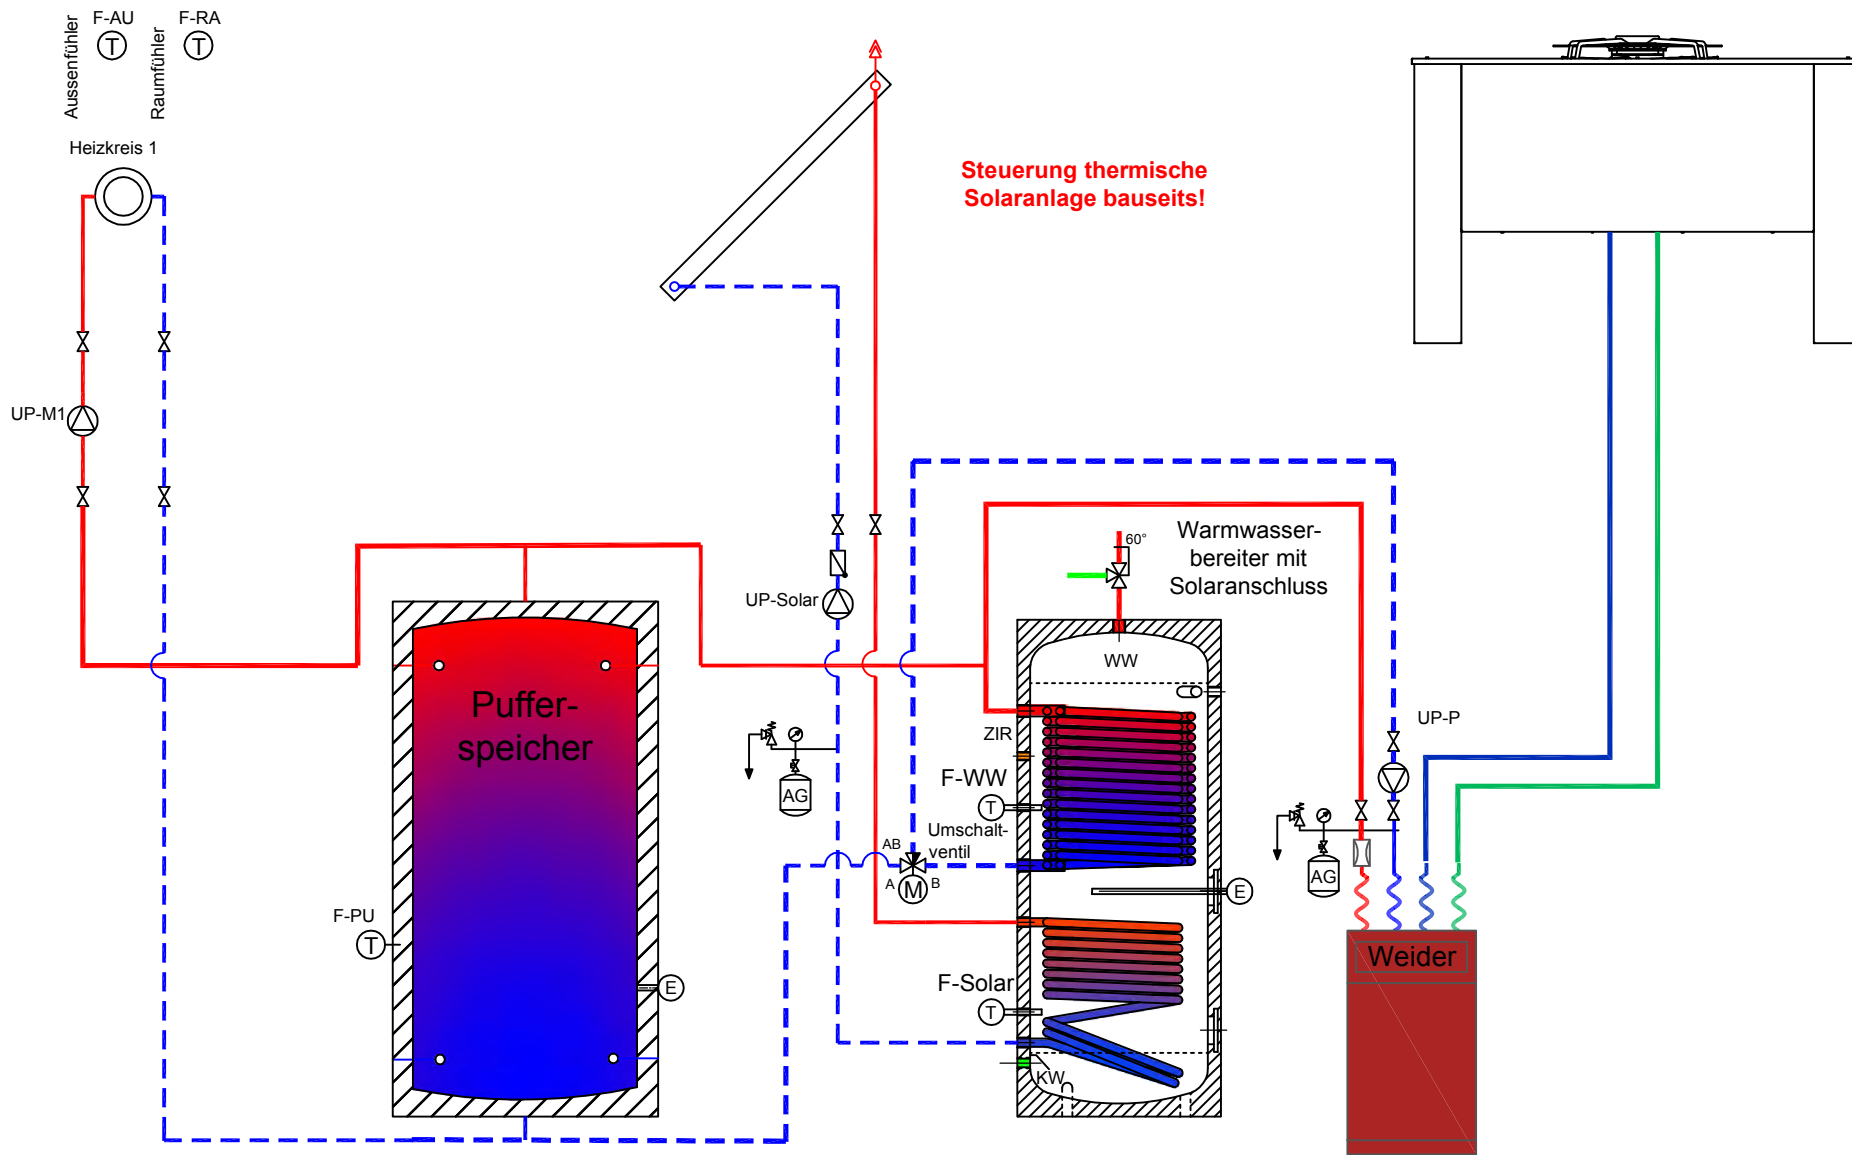 F-AU
F-RA
Aussenfühler
T
Raumfühler
T
Heizkreis 1
Steuerung thermische
Solaranlage bauseits!
UP-M1
60°
Warmwasser-
bereiter mit
Solaranschluss
UP-Solar
WW
Puffer-
speicher
UP-P
ZIR
F-WW
T
AG
Umschalt-
ventil
AB
A
M
B
E
AG
F-PU
T
Weider
E
F-Solar
T
KW